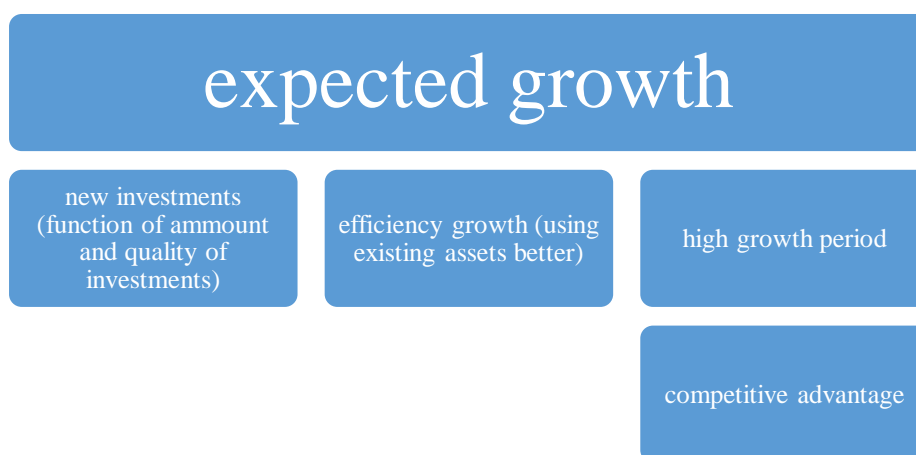 expected growth
new investments
(function of ammount
and quality of
investments)
efficiency growth (using
existing assets better)
high growth period
competitive advantage